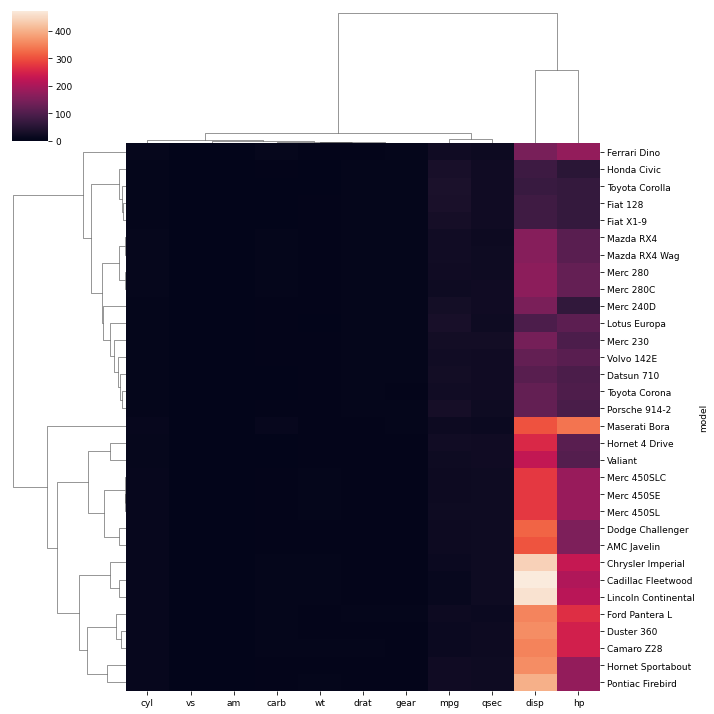 400
300
200
100
0
Ferrari Dino
Honda Civic
Toyota Corolla
Fiat 128
Fiat X1-9
Mazda RX4
Mazda RX4 Wag
Merc 280
Merc 280C
Merc 240D
Lotus Europa
Merc 230
Volvo 142E
Datsun 710
Toyota Corona
Porsche 914-2
Maserati Bora
Hornet 4 Drive
Valiant
Merc 450SLC
Merc 450SE
Merc 450SL
Dodge Challenger
AMC Javelin
Chrysler Imperial
Cadillac Fleetwood
Lincoln Continental
Ford Pantera L
Duster 360
Camaro Z28
Hornet Sportabout
Pontiac Firebird
model
cyl vs am carb wt drat gear mpg qsec disp hp